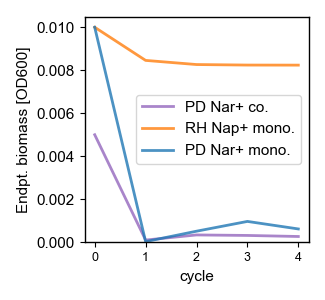 0.010
0.008
0.006
0.004
0.002
0.000
Endpt. biomass [OD600]
PD Nar+ co.
RH Nap+ mono.
PD Nar+ mono.
0 1 2 3 4
cycle